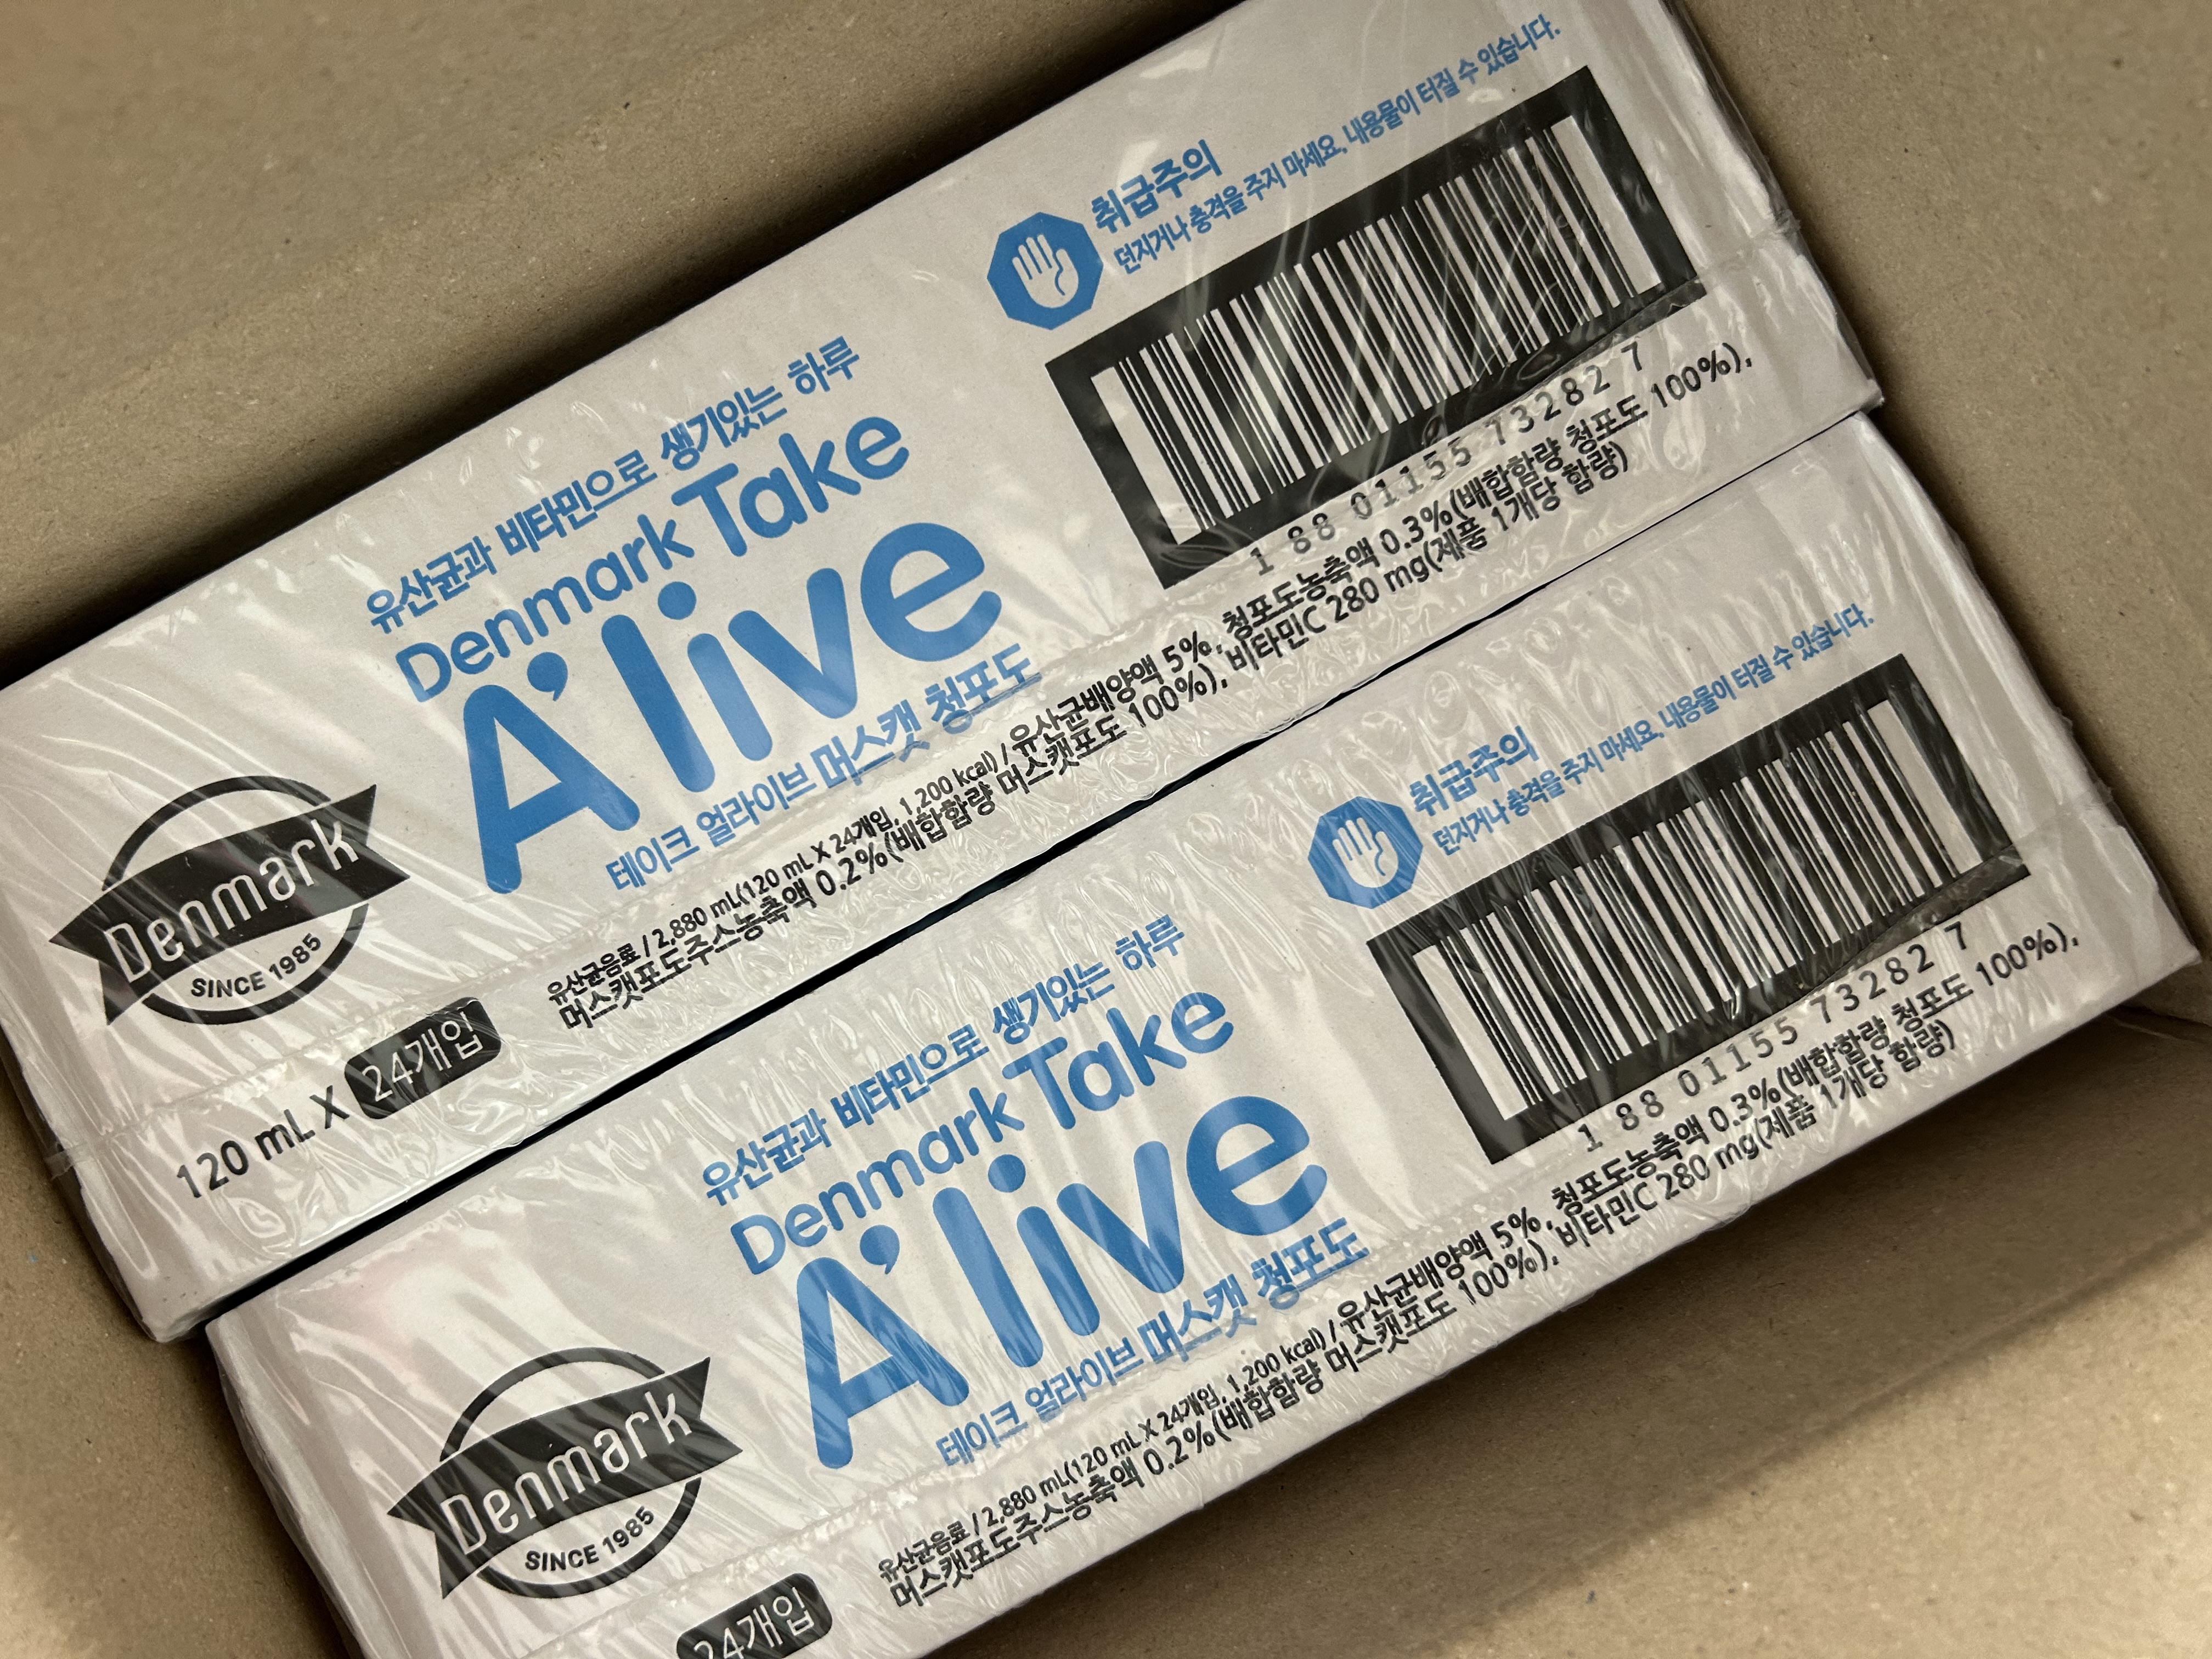 취급주의
던지거나 충격을 주지 마세요. 내용물이 터질 수 있습니다.
유산균과 비타민으로 생기있는 하루
Denmark Take
A'live
테이크 얼라이브 머스캣 청포도
1 88 01155 73282 7
Denmark
SINCE 1985
120 mL X 24개입
유산균음료 / 2,880 mL(120 mL X 24개입, 1,200 kcal) / 유산균배양액 5%, 청포도농축액 0.3%(배합함량 청포도 100%),
머스캣포도주스농축액 0.2%(배합함량 머스캣포도 100%), 비타민C 280 mg(제품 1개당 함량)
취급주의
던지거나 충격을 주지 마세요. 내용물이 터질 수 있습니다.
유산균과 비타민으로 생기있는 하루
Denmark Take
A'live
테이크 얼라이브 머스캣 청포도
1 88 01155 73282 7
Denmark
SINCE 1985
24개입
유산균음료 / 2,880 mL(120 mL X 24개입, 1,200 kcal) / 유산균배양액 5%, 청포도농축액 0.3%(배합함량 청포도 100%),
머스캣포도주스농축액 0.2%(배합함량 머스캣포도 100%), 비타민C 280 mg(제품 1개당 함량)